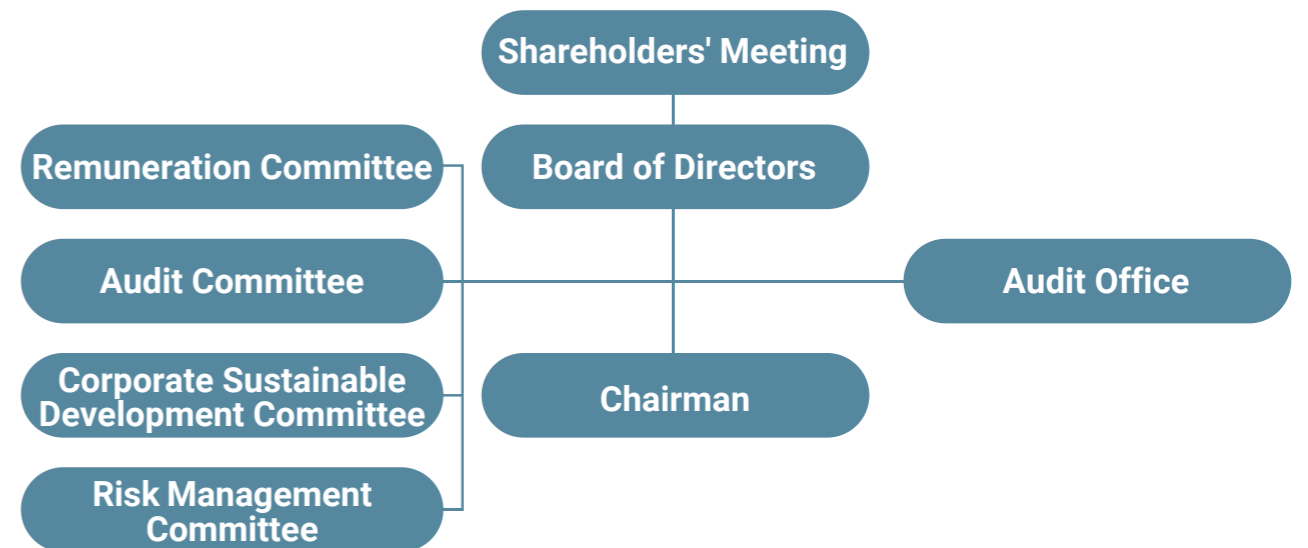 Shareholders' Meeting
Remuneration Committee
Board of Directors
Audit Committee
Audit Office
Corporate Sustainable
Development Committee
Chairman
Risk Management
Committee